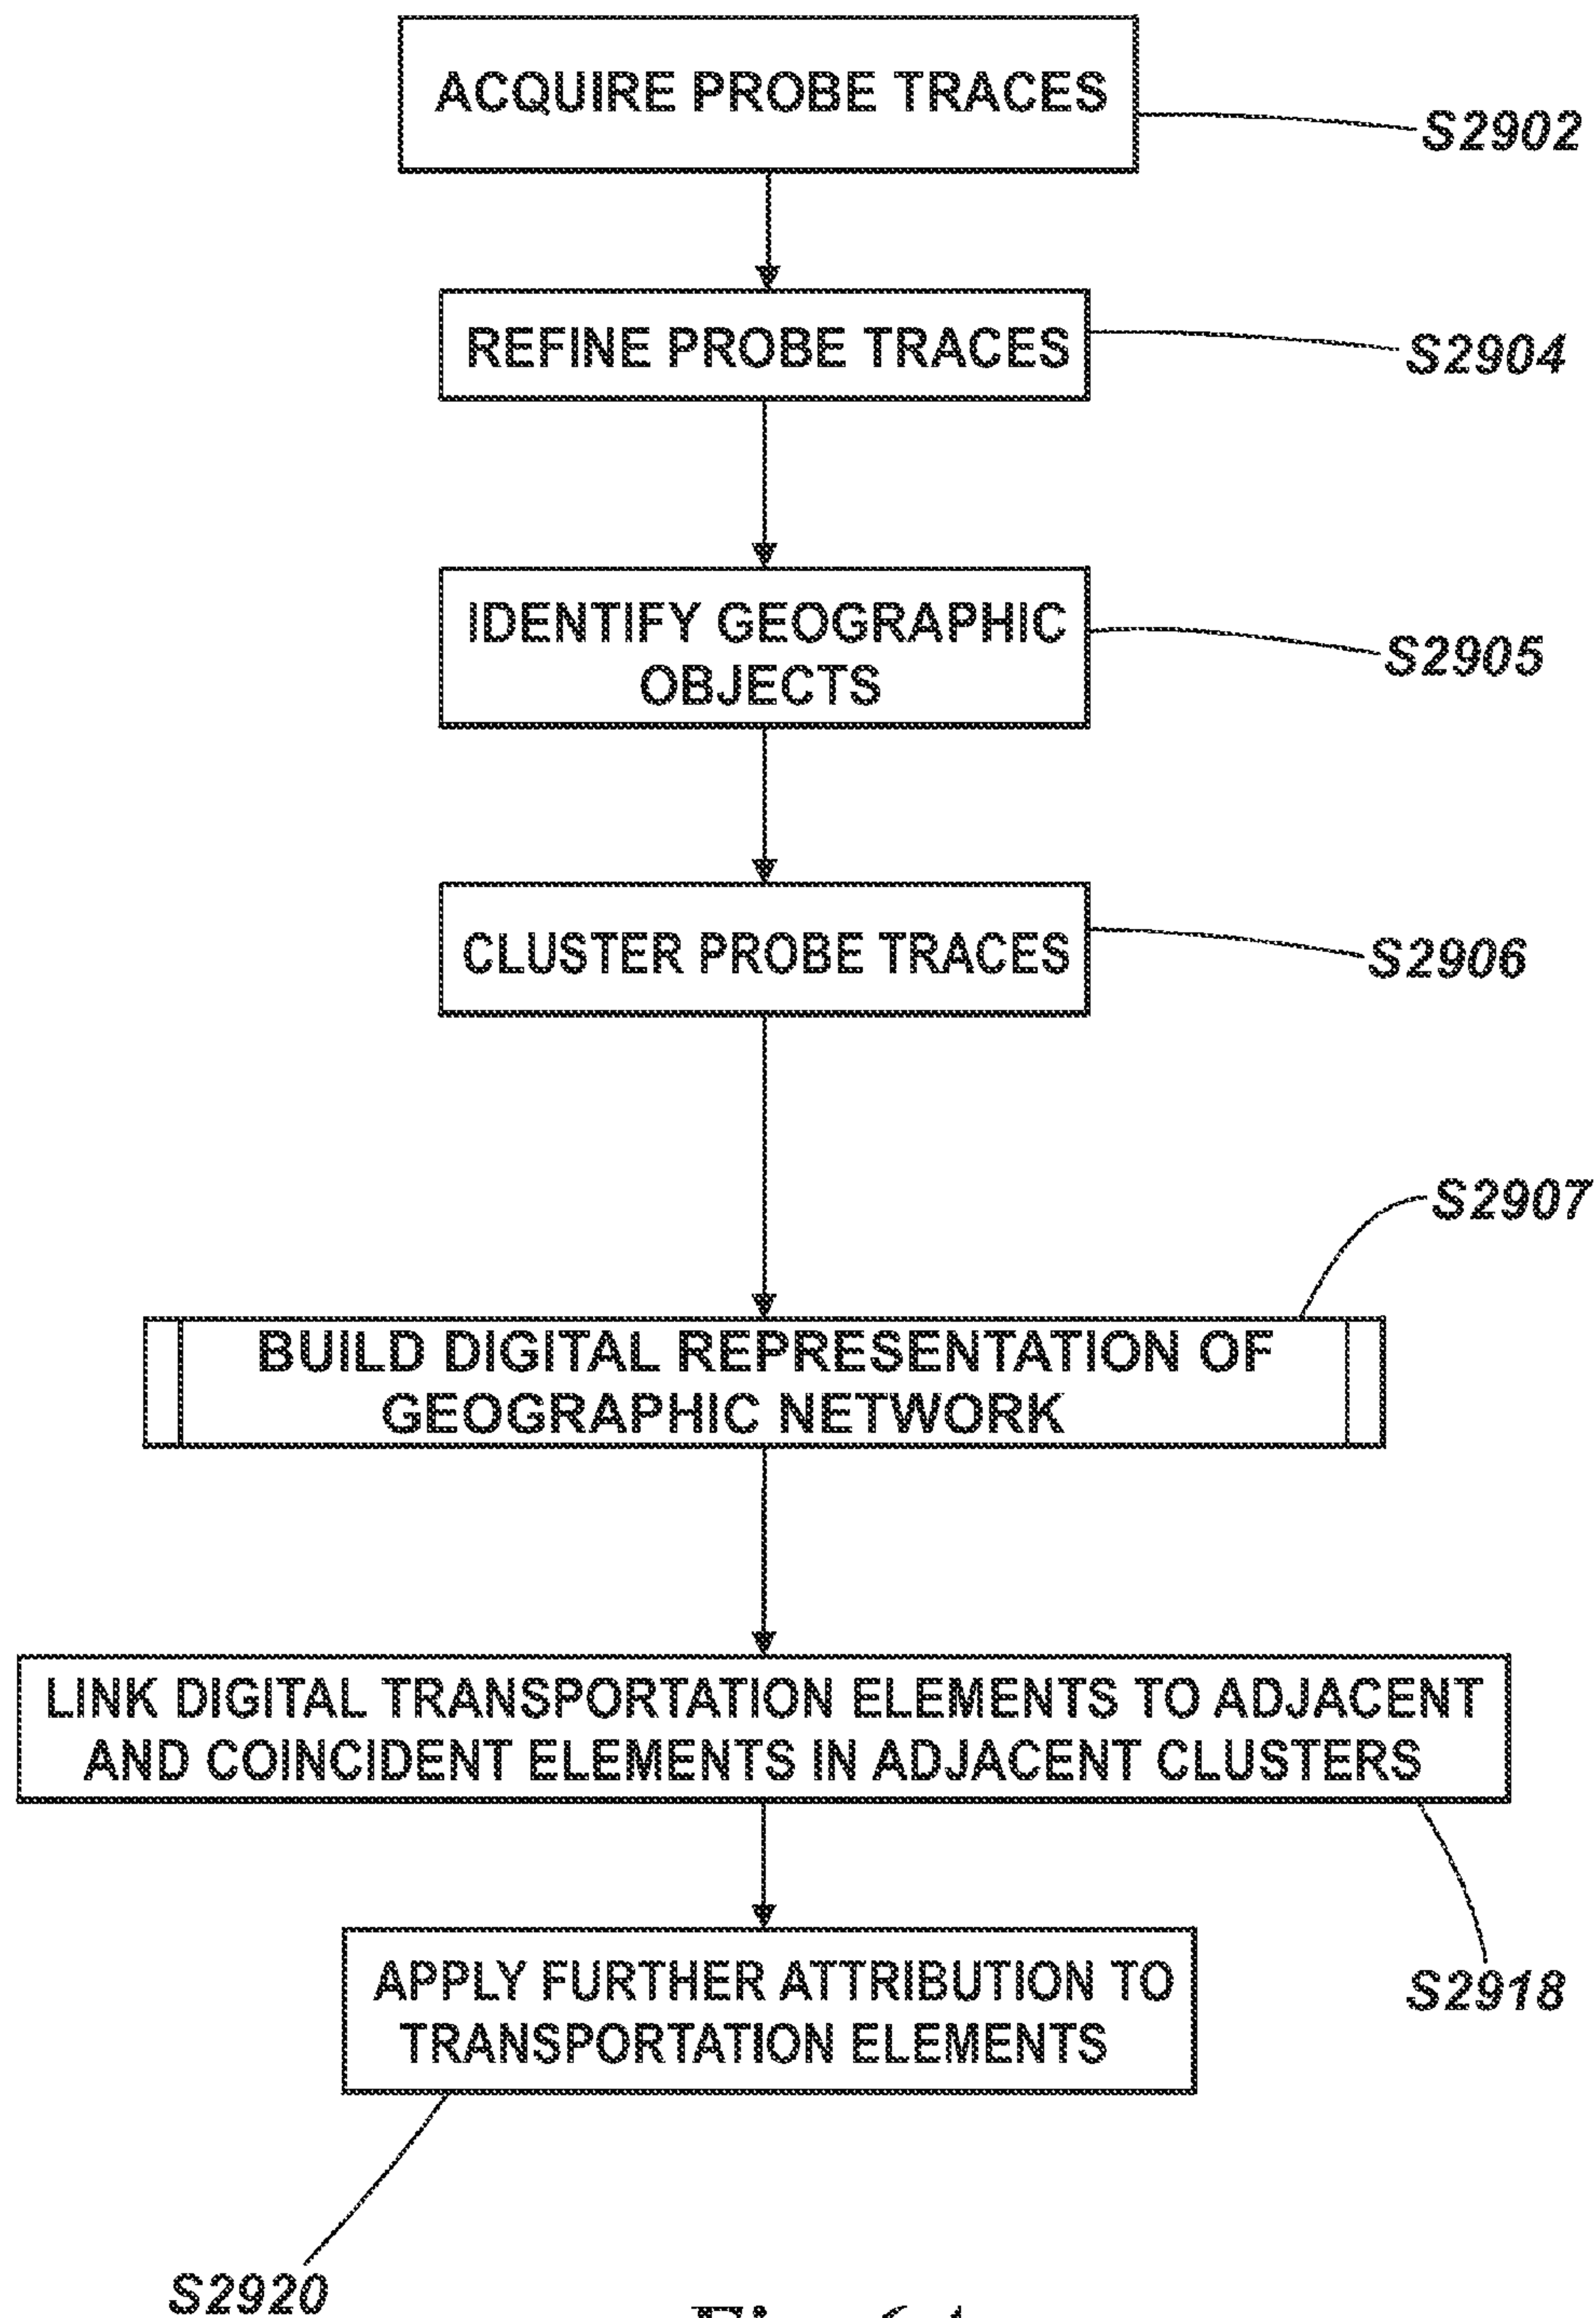 ACQUIRE PROBE TRACES
S2902
REFINE PROBE TRACES
S2904
IDENTIFY GEOGRAPHIC
OBJECTS
S2905
CLUSTER PROBE TRACES
S2906
S2907
BUILD DIGITAL REPRESENTATION OF
GEOGRAPHIC NETWORK
LINK DIGITAL TRANSPORTATION ELEMENTS TO ADJACENT
AND COINCIDENT ELEMENTS IN ADJACENT CLUSTERS
S2918
APPLY FURTHER ATTRIBUTION TO
TRANSPORTATION ELEMENTS
S2920